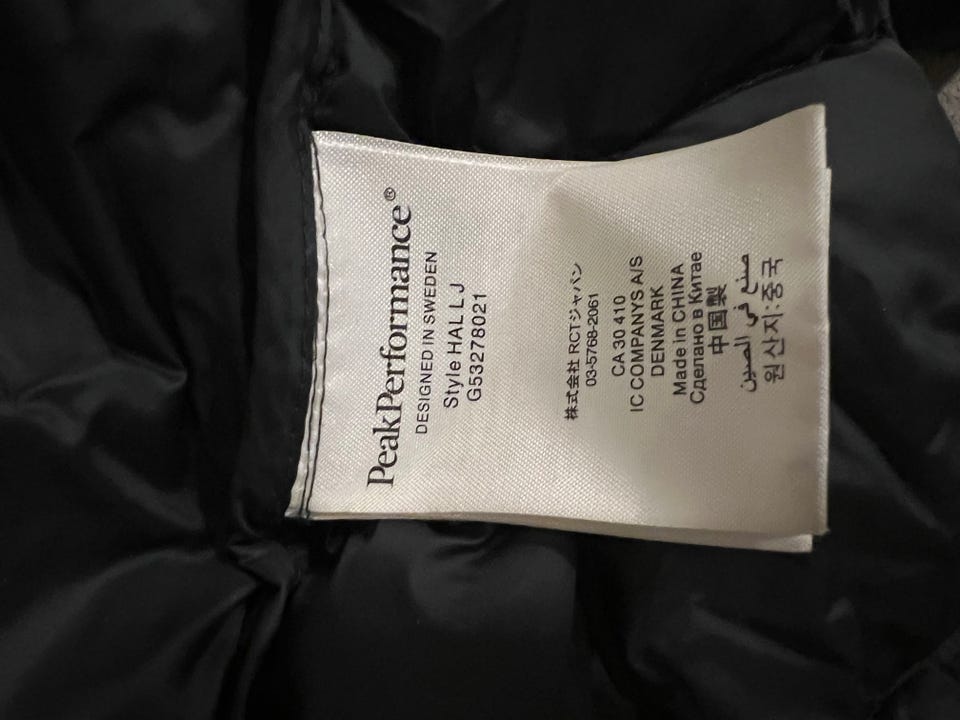 PeakPerformance®
DESIGNED IN SWEDEN
Style HALL J
G53278021
株式会社 RCTジャパン
03-5768-2061
CA 30 410
IC COMPANYS A/S
DENMARK
Made in CHINA
Сделано в Китае
中国製
صنع في الصين
원산지:중국